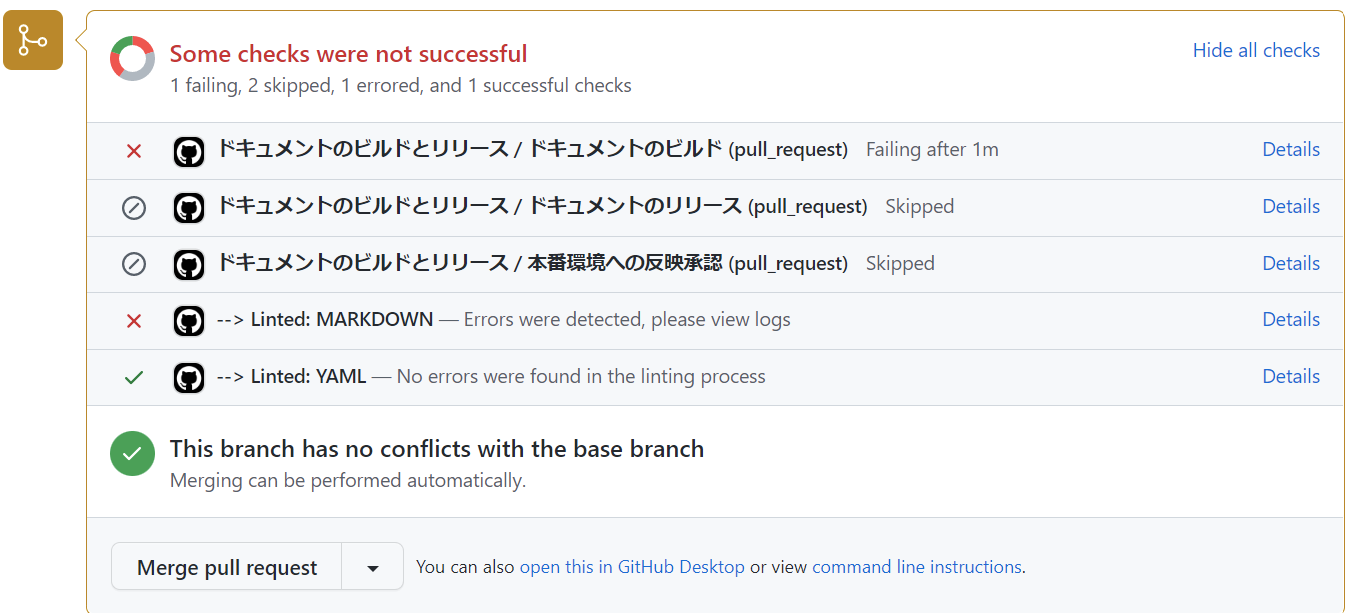 Some checks were not successful
Hide all checks
1 failing, 2 skipped, 1 errored, and 1 successful checks
ドキュメントのビルドとリリース / ドキュメントのビルド (pull_request) Failing after 1m Details
ドキュメントのビルドとリリース / ドキュメントのリリース (pull_request) Skipped Details
ドキュメントのビルドとリリース / 本番環境への反映承認 (pull_request) Skipped Details
--> Linted: MARKDOWN — Errors were detected, please view logs Details
--> Linted: YAML — No errors were found in the linting process Details
This branch has no conflicts with the base branch
Merging can be performed automatically.
Merge pull request
You can also open this in GitHub Desktop or view command line instructions.